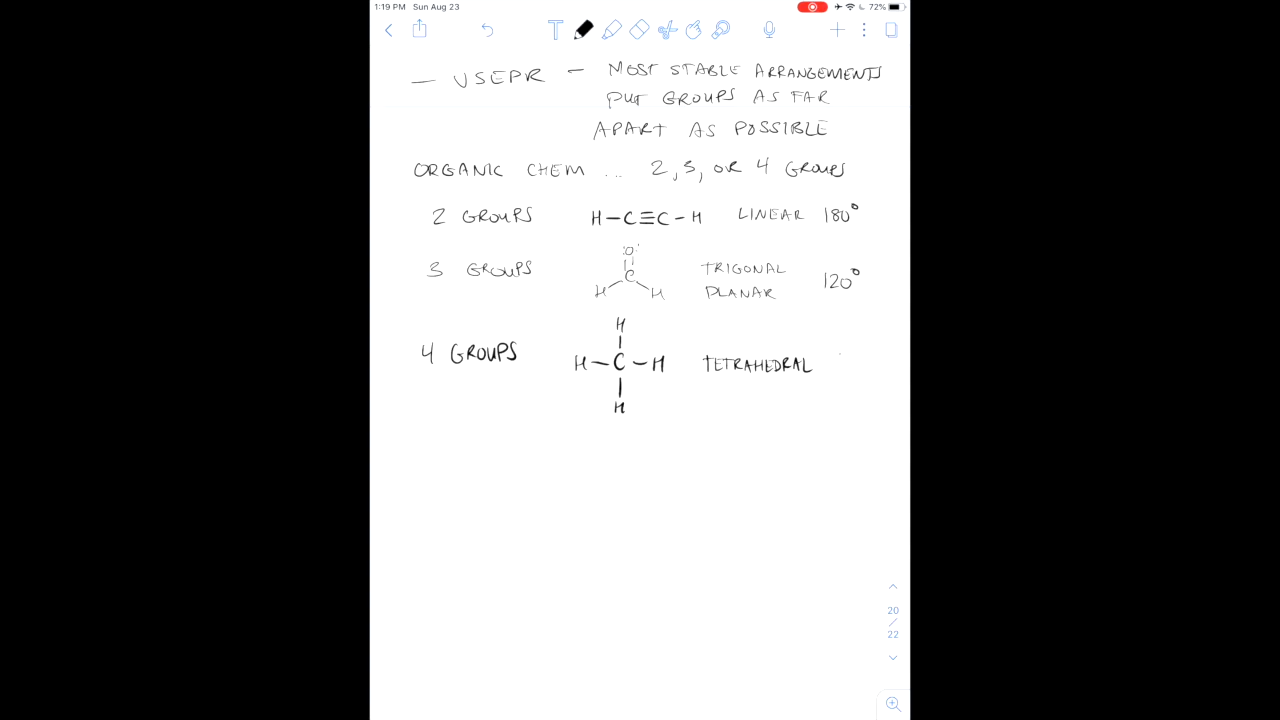 1:19 PM Sun Aug 23 72%
— VSEPR – MOST STABLE ARRANGEMENTS
PUT GROUPS AS FAR
APART AS POSSIBLE
ORGANIC CHEM ... 2, 3, OR 4 GROUPS
2 GROUPS H–C≡C–H LINEAR 180°
:O:
||
3 GROUPS C TRIGONAL
H H PLANAR 120°
H
|
4 GROUPS H–C–H TETRAHEDRAL
|
H
20
/
22